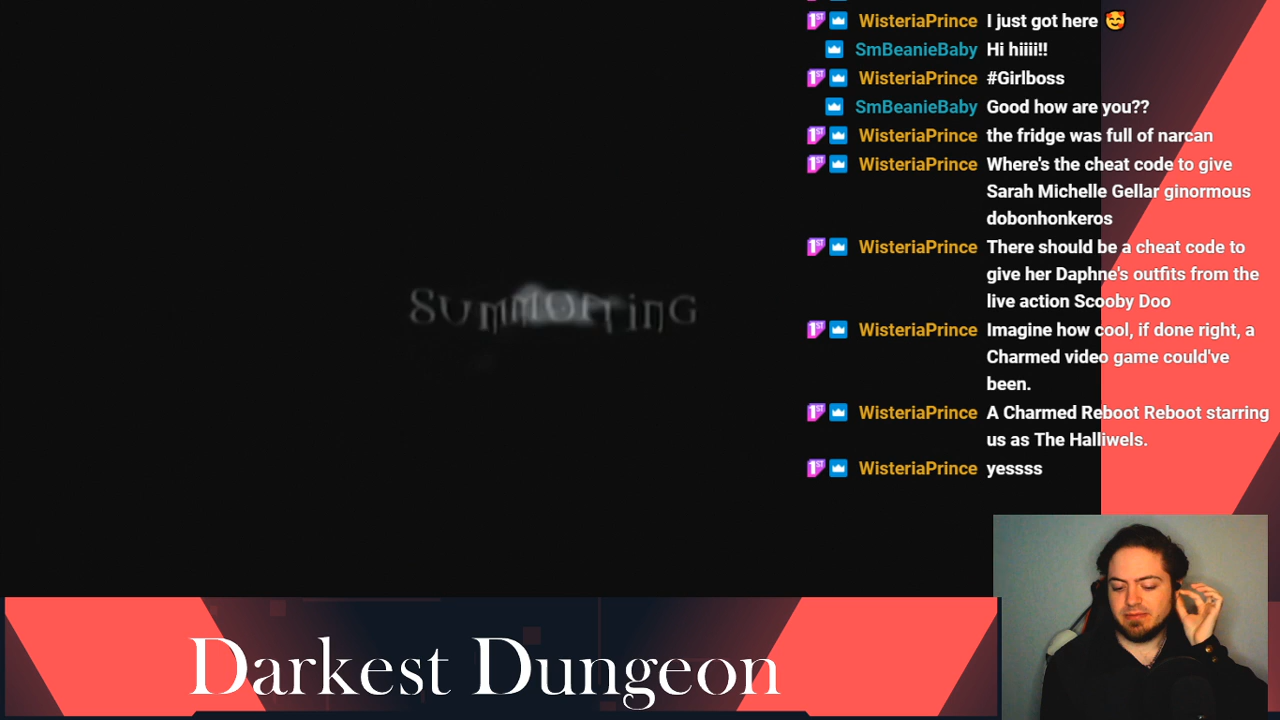 WisteriaPrince I just got here 🥰
SmBeanieBaby Hi hiiii!!
WisteriaPrince #Girlboss
SmBeanieBaby Good how are you??
WisteriaPrince the fridge was full of narcan
WisteriaPrince Where's the cheat code to give
Sarah Michelle Gellar ginormous
dobonhonkeros
WisteriaPrince There should be a cheat code to
give her Daphne's outfits from the
live action Scooby Doo
WisteriaPrince Imagine how cool, if done right, a
Charmed video game could've
been.
WisteriaPrince A Charmed Reboot Reboot starring
us as The Halliwels.
WisteriaPrince yessss
SUMMONING
Darkest Dungeon